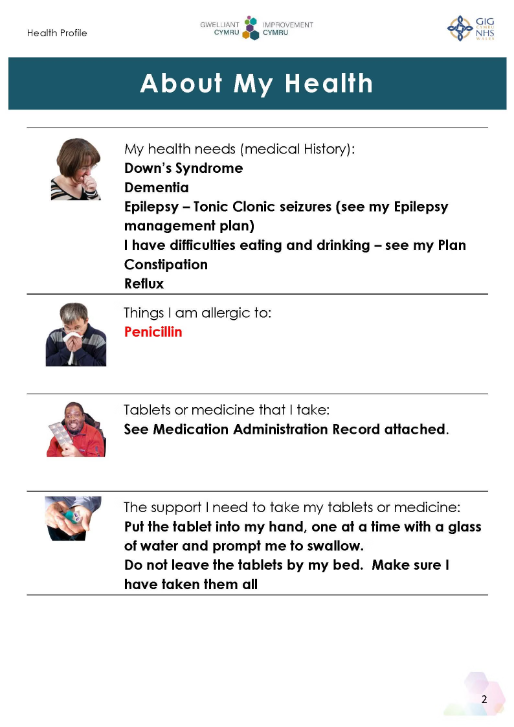 Health Profile
GWELLIANT IMPROVEMENT
CYMRU CYMRU
GIG
CYMRU
NHS
WALES
About My Health
My health needs (medical History):
Down's Syndrome
Dementia
Epilepsy – Tonic Clonic seizures (see my Epilepsy
management plan)
I have difficulties eating and drinking – see my Plan
Constipation
Reflux
Things I am allergic to:
Penicillin
Tablets or medicine that I take:
See Medication Administration Record attached.
The support I need to take my tablets or medicine:
Put the tablet into my hand, one at a time with a glass
of water and prompt me to swallow.
Do not leave the tablets by my bed. Make sure I
have taken them all
2